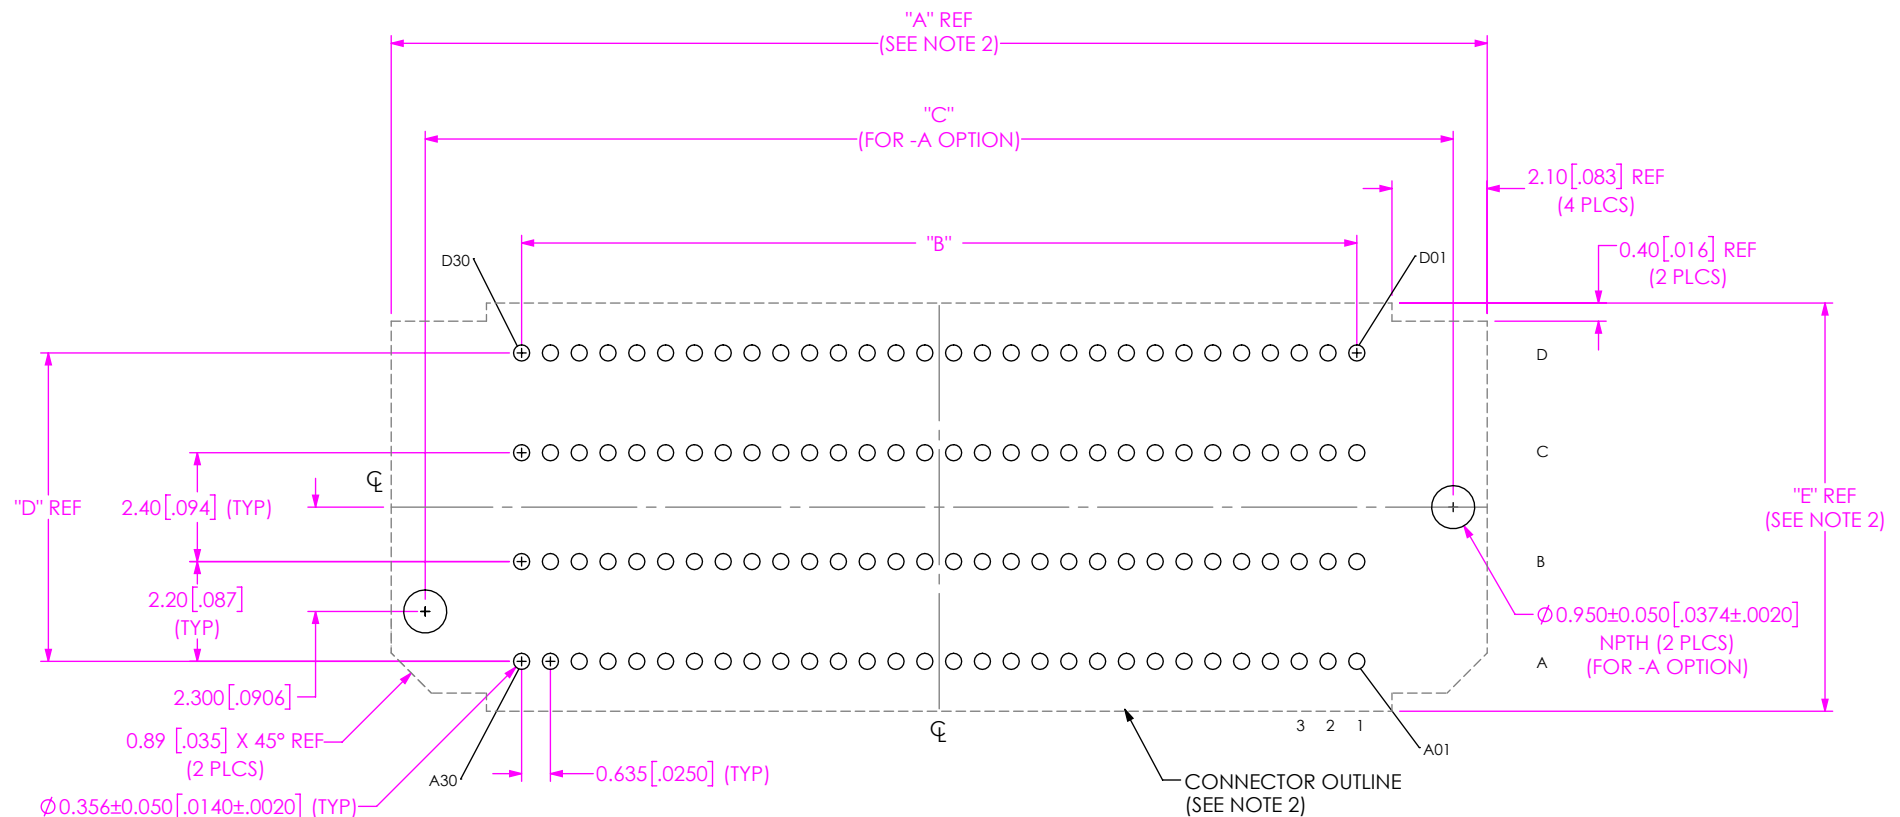 "A" REF
(SEE NOTE 2)
"C"
(FOR -A OPTION)
2.10[.083] REF
(4 PLCS)
"B"
0.40[.016] REF
(2 PLCS)
D30
D01
D
C
B
A
℄
"D" REF
2.40[.094] (TYP)
2.20[.087]
(TYP)
"E" REF
(SEE NOTE 2)
2.300[.0906]
0.89 [.035] X 45° REF
(2 PLCS)
Ø0.950±0.050[.0374±.0020]
NPTH (2 PLCS)
(FOR -A OPTION)
℄
3 2 1
A30
A01
0.635[.0250] (TYP)
Ø0.356±0.050[.0140±.0020] (TYP)
CONNECTOR OUTLINE
(SEE NOTE 2)